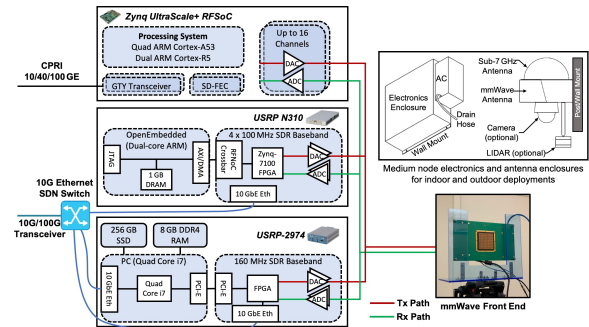 Zynq UltraScale+ RFSoC
Processing System
Quad ARM Cortex-A53
Dual ARM Cortex-R5
GTY Transceiver
SD-FEC
Up to 16
Channels
DAC
ADC
CPRI
10/40/100 GE
USRP N310
OpenEmbedded
(Dual-core ARM)
JTAG
1 GB
DRAM
AXI/DMA
4 x 100 MHz SDR Baseband
RFNoC
Crossbar
Zynq-
7100
FPGA
DAC
ADC
10 GbE Eth
10G Ethernet
SDN Switch
10G/100G
Transceiver
USRP-2974
256 GB
SSD
8 GB DDR4
RAM
PC (Quad Core i7)
10 GbE Eth
Quad
Core i7
PCI-E
160 MHz SDR Baseband
PCI-E
FPGA
DAC
ADC
10 GbE Eth
Electronics
Enclosure
AC
Drain
Hose
Wall Mount
Sub-7 GHz
Antenna
mmWave
Antenna
Camera
(optional)
LIDAR (optional)
Post/Wall Mount
Medium node electronics and antenna enclosures
for indoor and outdoor deployments
Tx Path
Rx Path
mmWave Front End